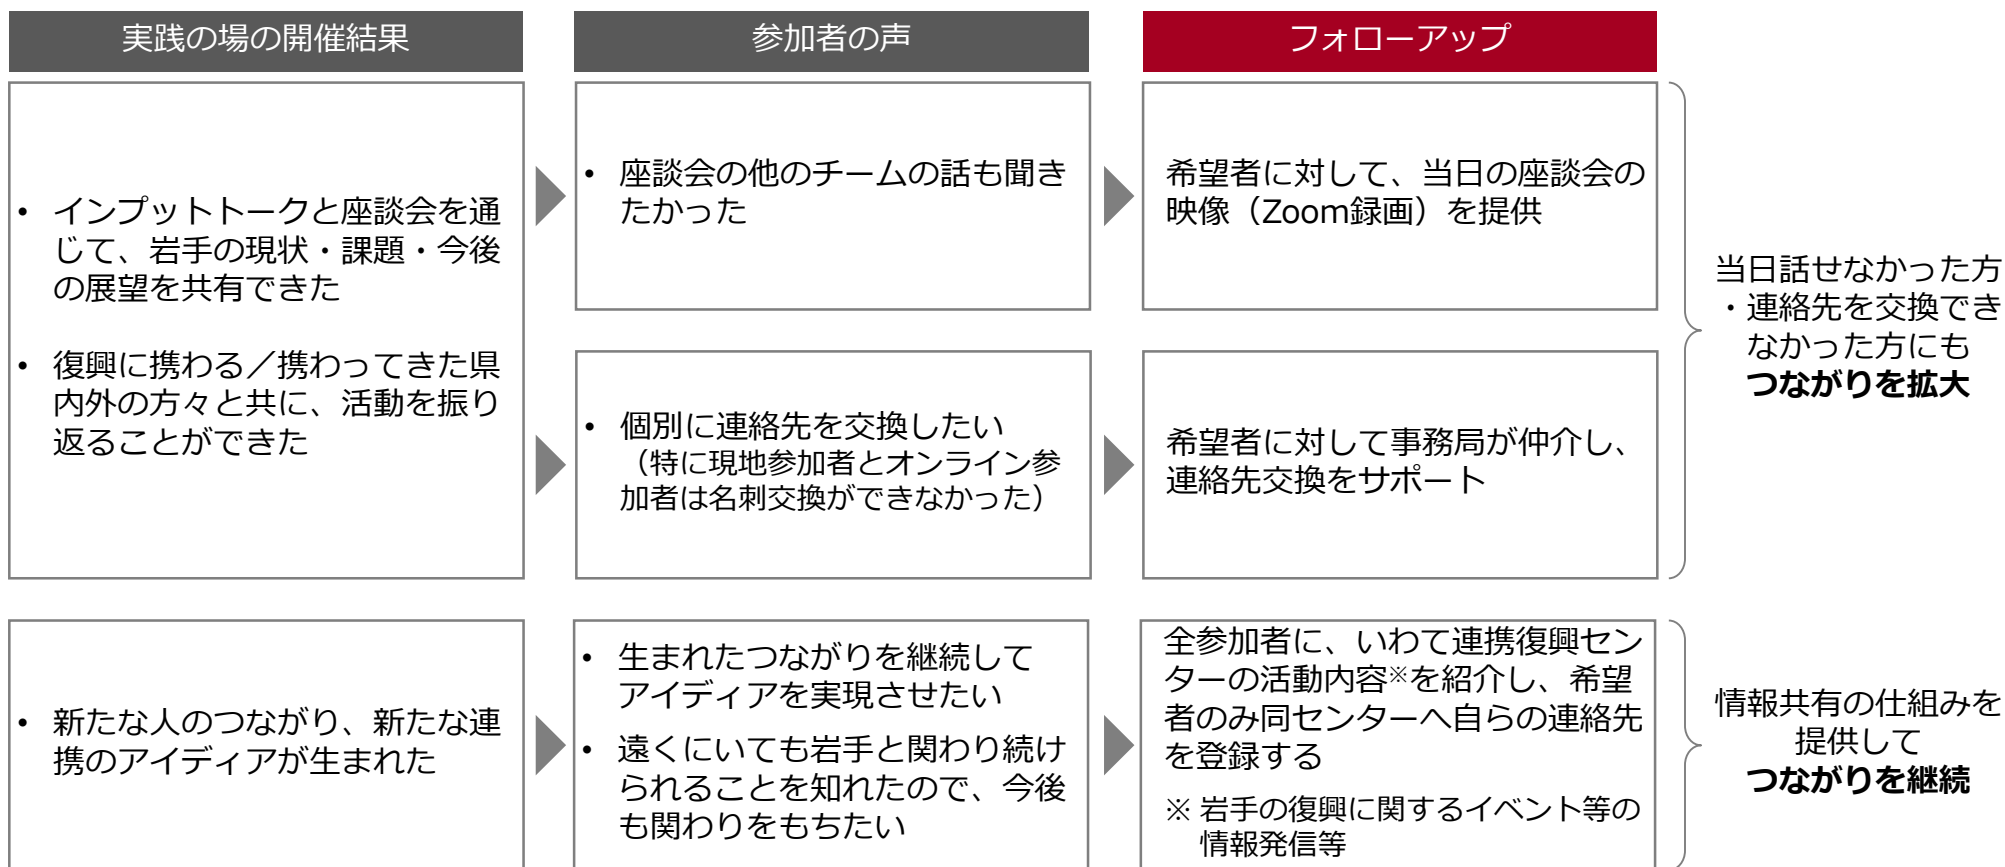 実践の場の開催結果
参加者の声
フォローアップ
• インプットトークと座談会を通
じて、岩手の現状・課題・今後
の展望を共有できた
• 復興に携わる／携わってきた県
内外の方々と共に、活動を振り
返ることができた
• 座談会の他のチームの話も聞き
たかった
希望者に対して、当日の座談会の
映像（Zoom録画）を提供
• 個別に連絡先を交換したい
（特に現地参加者とオンライン参
加者は名刺交換ができなかった）
希望者に対して事務局が仲介し、
連絡先交換をサポート
当日話せなかった方
・連絡先を交換でき
なかった方にも
つながりを拡大
• 新たな人のつながり、新たな連
携のアイディアが生まれた
• 生まれたつながりを継続して
アイディアを実現させたい
• 遠くにいても岩手と関わり続け
られることを知れたので、今後
も関わりをもちたい
全参加者に、いわて連携復興セン
ターの活動内容※を紹介し、希望
者のみ同センターへ自らの連絡先
を登録する
※ 岩手の復興に関するイベント等の
情報発信等
情報共有の仕組みを
提供して
つながりを継続